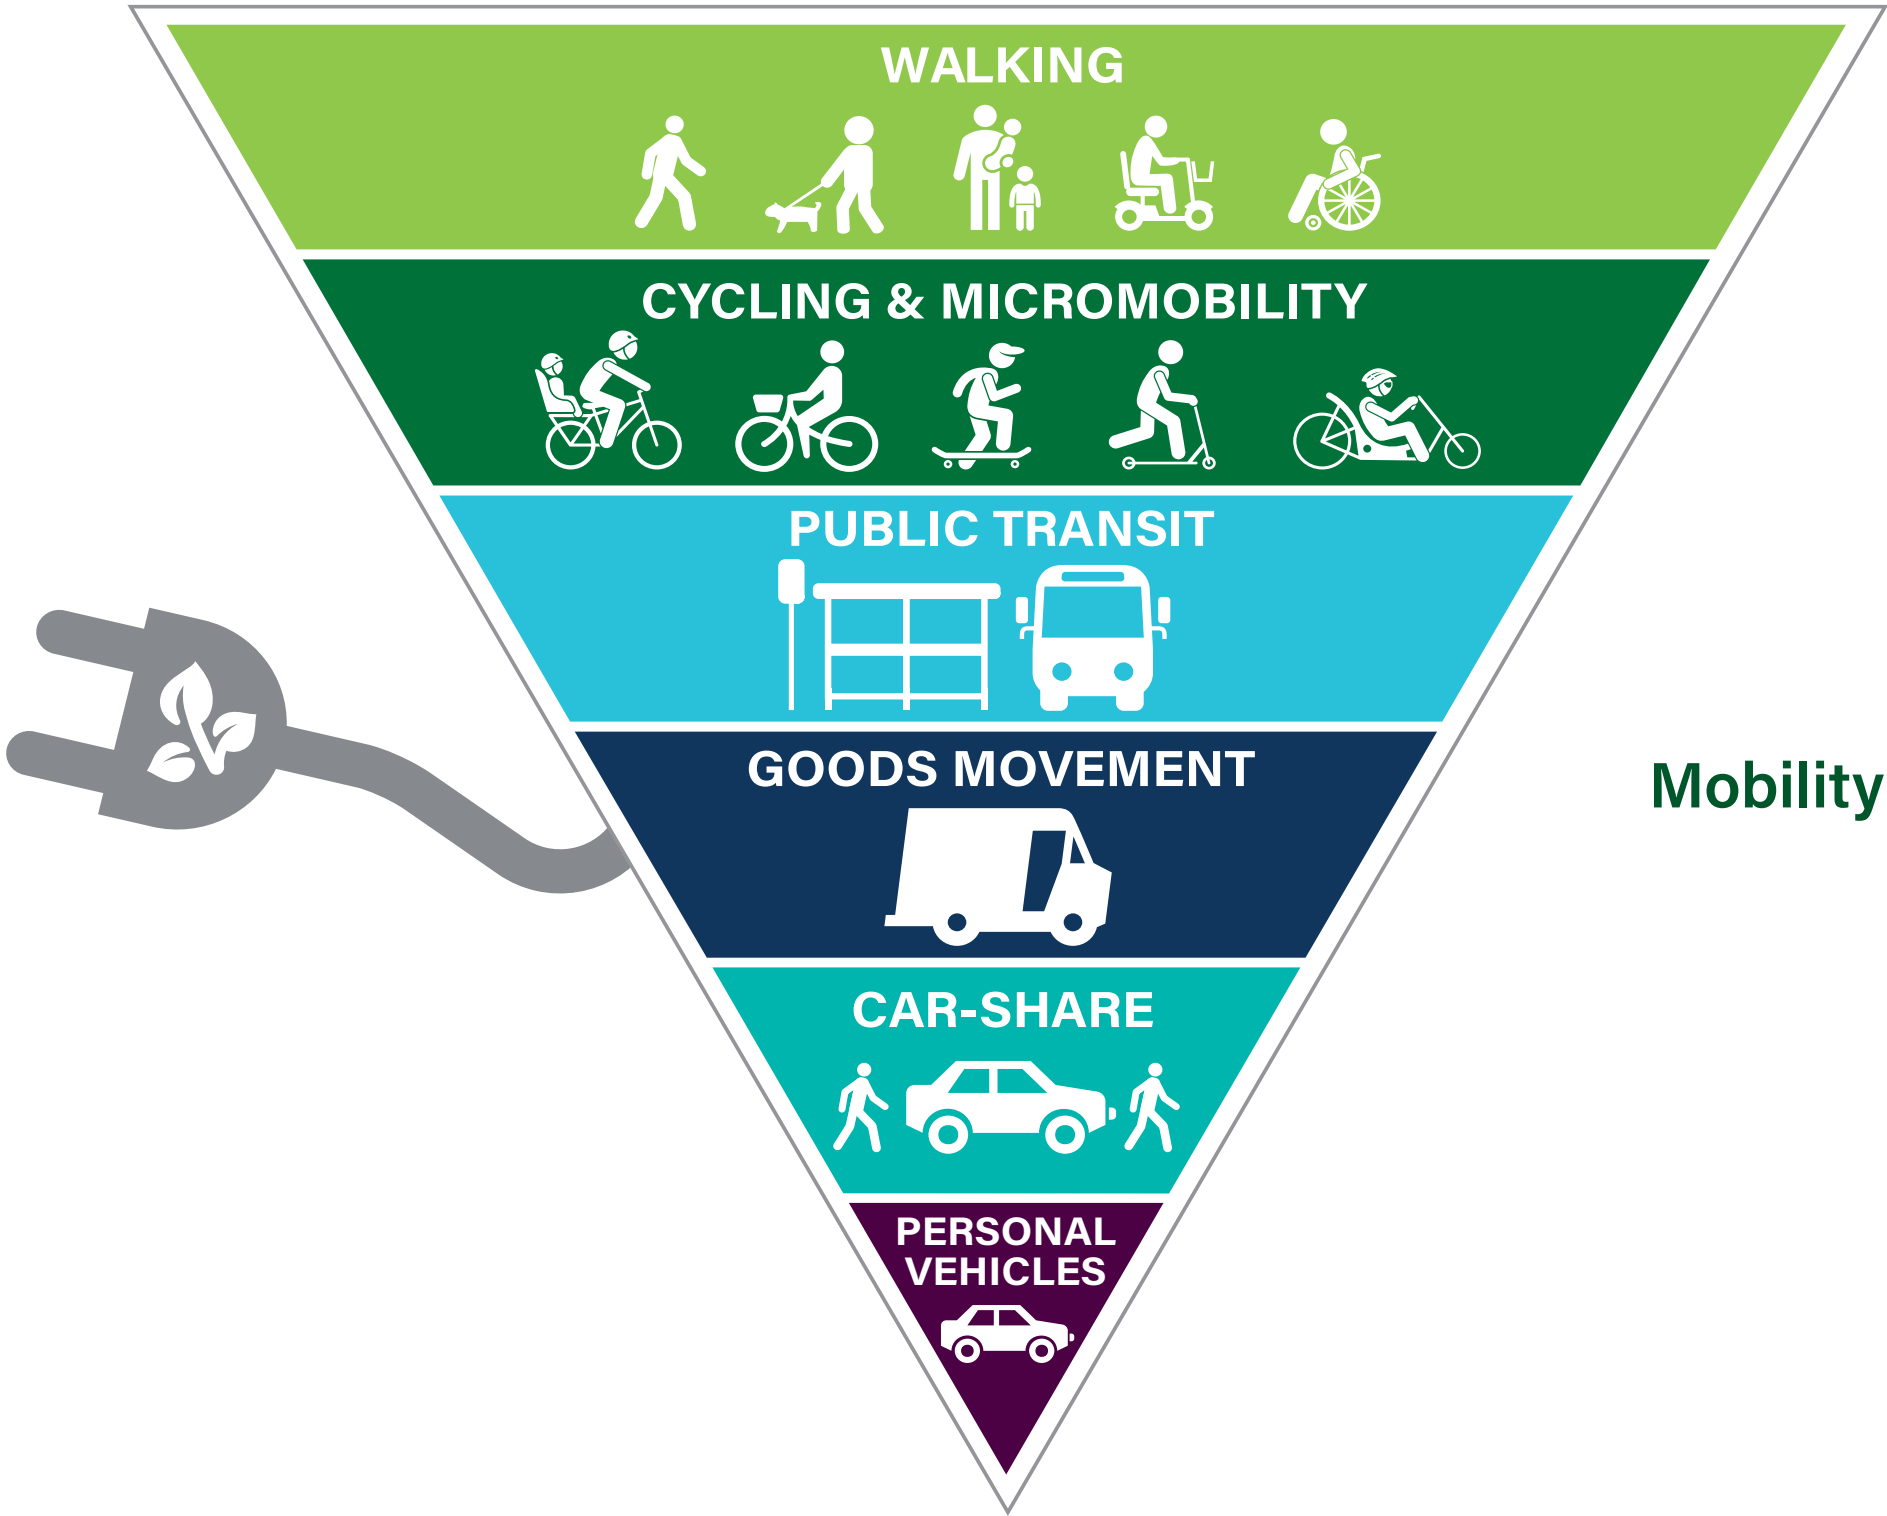 WALKING
CYCLING & MICROMOBILITY
PUBLIC TRANSIT
GOODS MOVEMENT
Mobility
CAR-SHARE
PERSONAL
VEHICLES